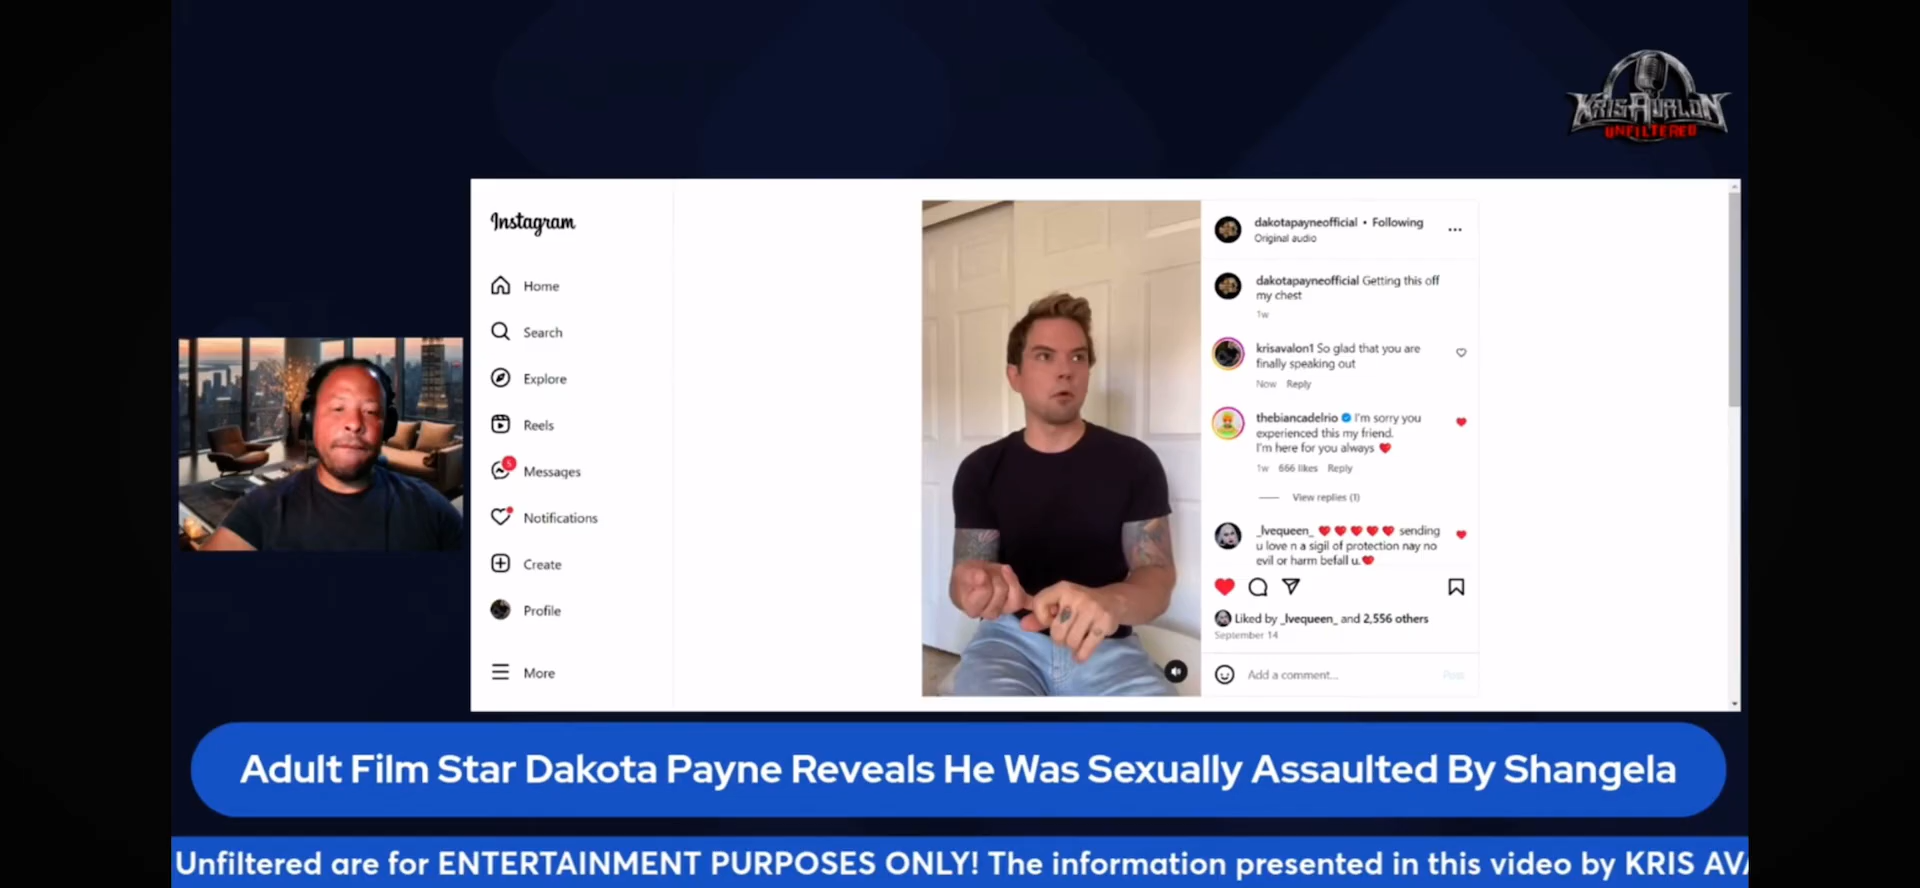 KRIS AVALON
UNFILTERED
Instagram
Home
Search
Explore
Reels
5
Messages
Notifications
Create
Profile
More
dakotapayneofficial • Following
Original audio
dakotapayneofficial Getting this off
my chest
1w
krisavalon1 So glad that you are
finally speaking out
Now Reply
thebiancadelrio I'm sorry you
experienced this my friend.
I'm here for you always ❤️
1w 666 likes Reply
View replies (1)
_lvequeen_ ❤️❤️❤️❤️❤️ sending
u love n a sigil of protection nay no
evil or harm befall u.❤️
Liked by _lvequeen_ and 2,556 others
September 14
Add a comment...
Post
Adult Film Star Dakota Payne Reveals He Was Sexually Assaulted By Shangela
Unfiltered are for ENTERTAINMENT PURPOSES ONLY! The information presented in this video by KRIS AVA